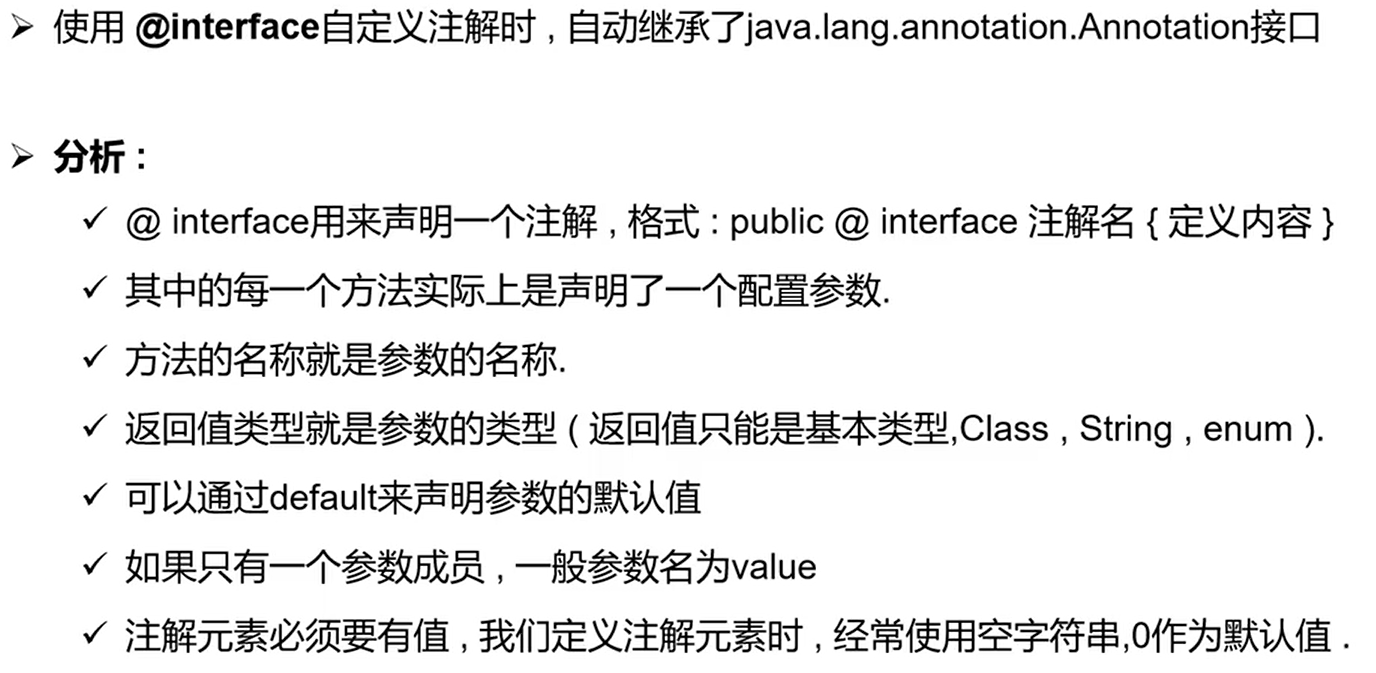 使用 @interface自定义注解时 , 自动继承了java.lang.annotation.Annotation接口
分析 :
@ interface用来声明一个注解 , 格式 : public @ interface 注解名 { 定义内容 }
其中的每一个方法实际上是声明了一个配置参数.
方法的名称就是参数的名称.
返回值类型就是参数的类型 ( 返回值只能是基本类型,Class , String , enum ).
可以通过default来声明参数的默认值
如果只有一个参数成员 , 一般参数名为value
注解元素必须要有值 , 我们定义注解元素时 , 经常使用空字符串,0作为默认值 .